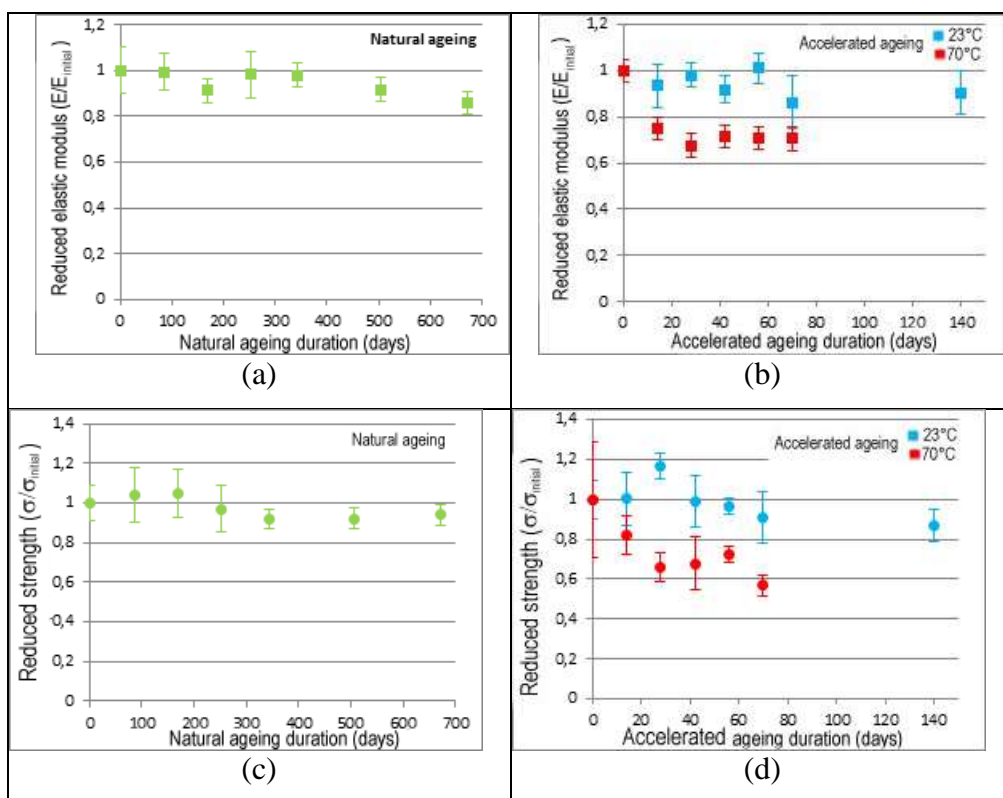 1,2
1
0,8
0,6
0,4
0,2
0
Reduced elastic modulus (E/E initial)
Natural ageing
0 100 200 300 400 500 600 700
Natural ageing duration (days)
(a)
1,2
1
0,8
0,6
0,4
0,2
0
Reduced elastic modulus (E/E initial)
Accelerated ageing
23°C
70°C
0 20 40 60 80 100 120 140
Accelerated ageing duration (days)
(b)
1,4
1,2
1
0,8
0,6
0,4
0,2
0
Reduced strength (σ/σ initial)
Natural ageing
0 100 200 300 400 500 600 700
Natural ageing duration (days)
(c)
1,4
1,2
1
0,8
0,6
0,4
0,2
0
Reduced strength (σ/σ initial)
Accelerated ageing
23°C
70°C
0 20 40 60 80 100 120 140
Accelerated ageing duration (days)
(d)